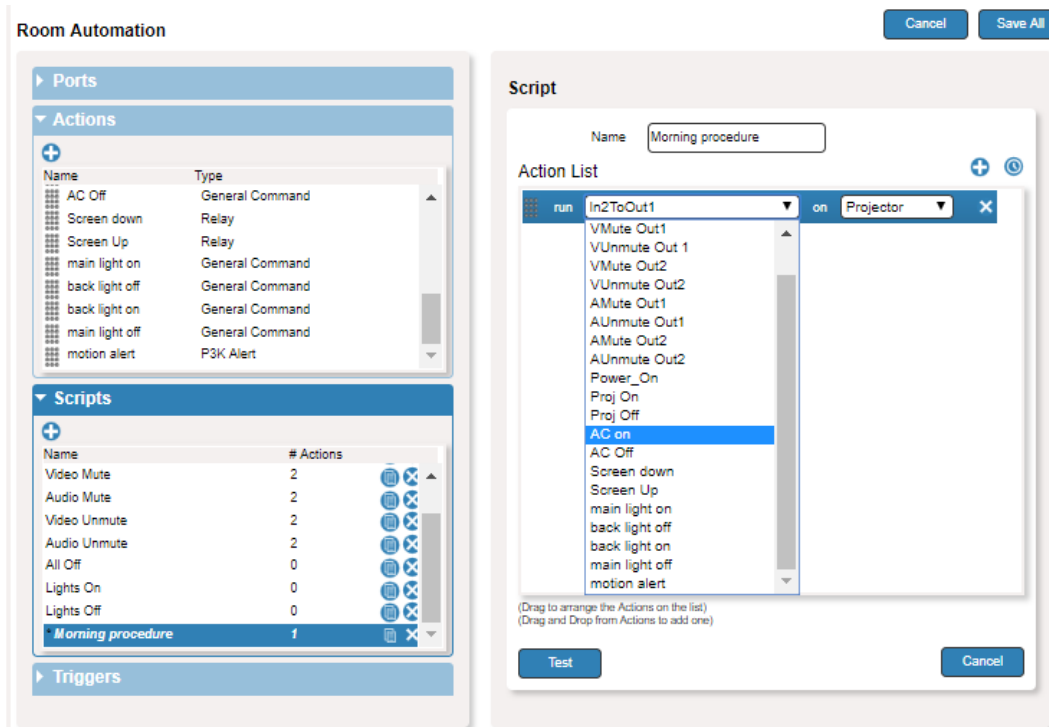 Room Automation
Cancel
Save All
Ports
Actions
Name Type
AC Off General Command
Screen down Relay
Screen Up Relay
main light on General Command
back light off General Command
back light on General Command
main light off General Command
motion alert P3K Alert
Scripts
Name # Actions
Video Mute 2
Audio Mute 2
Video Unmute 2
Audio Unmute 2
All Off 0
Lights On 0
Lights Off 0
* Morning procedure 1
Triggers
Script
Name Morning procedure
Action List
run In2ToOut1 on Projector
VMute Out1
VUnmute Out 1
VMute Out2
VUnmute Out2
AMute Out1
AUnmute Out1
AMute Out2
AUnmute Out2
Power_On
Proj On
Proj Off
AC on
AC Off
Screen down
Screen Up
main light on
back light off
back light on
main light off
motion alert
(Drag to arrange the Actions on the list)
(Drag and Drop from Actions to add one)
Test
Cancel